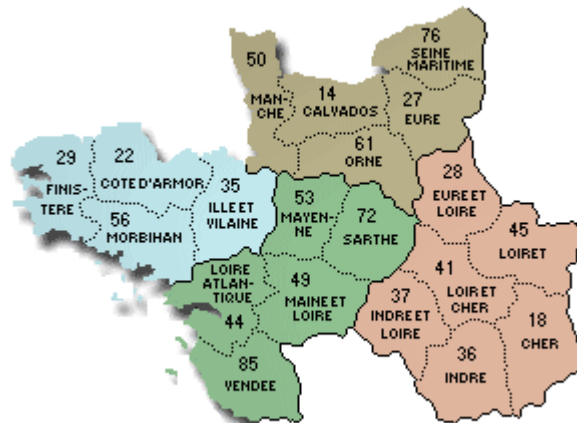 76
SEINE
MARITIME
50
MAN-
CHE
14
CALVADOS
27
EURE
61
ORNE
29
FINIS-
TERE
22
COTE D'ARMOR
35
ILLE ET
VILAINE
56
MORBIHAN
53
MAYEN-
NE
72
SARTHE
28
EURE ET
LOIRE
45
LOIRET
41
LOIR ET
CHER
LOIRE
ATLAN-
TIQUE
44
49
MAINE ET
LOIRE
37
INDRE ET
LOIRE
18
CHER
36
INDRE
85
VENDEE